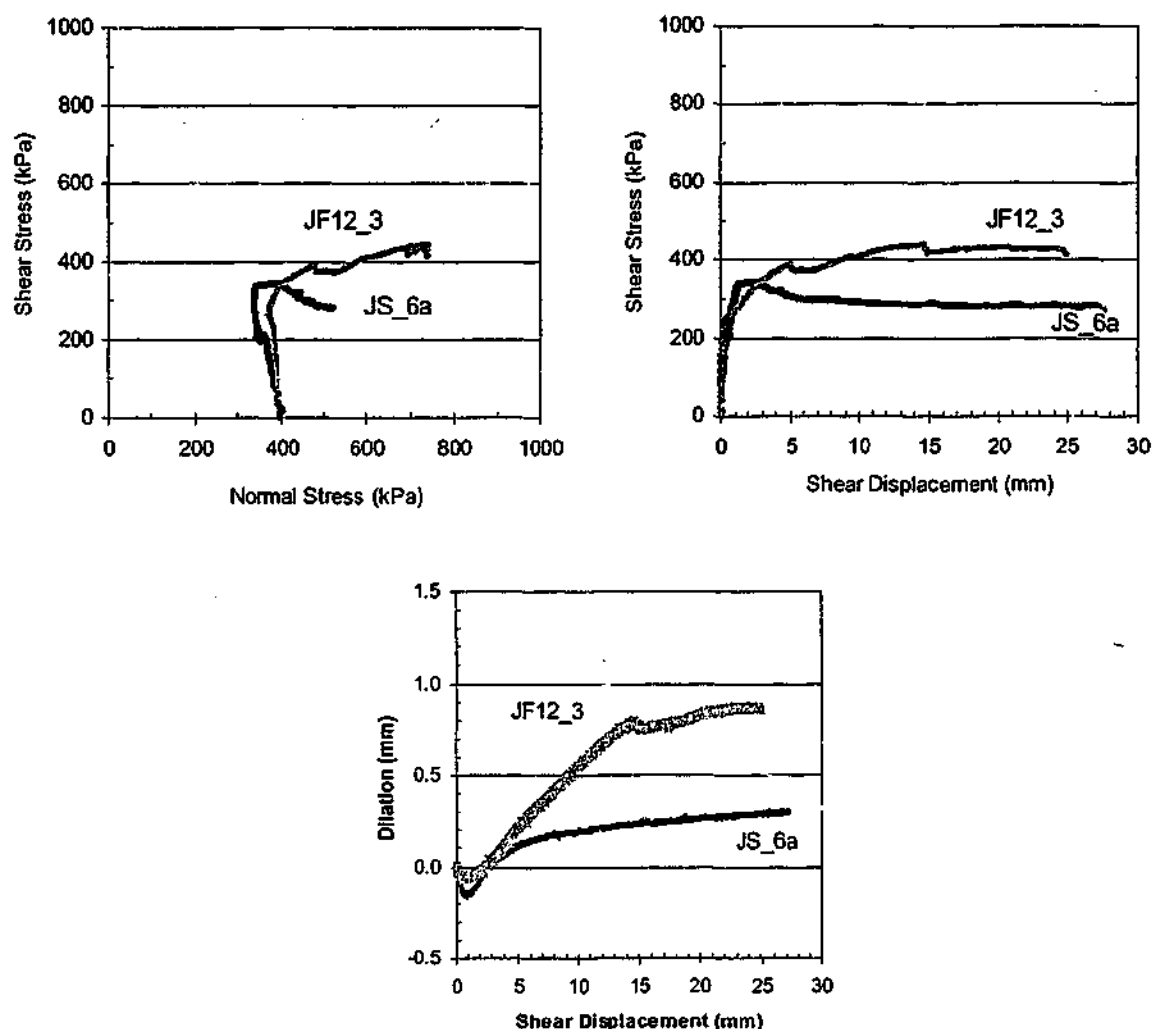 1000
800
600
400
200
0
Shear Stress (kPa)
JF12_3
JS_6a
0 200 400 600 800 1000
Normal Stress (kPa)
1000
800
600
400
200
0
Shear Stress (kPa)
JF12_3
JS_6a
0 5 10 15 20 25 30
Shear Displacement (mm)
1.5
1.0
0.5
0.0
-0.5
Dilation (mm)
JF12_3
JS_6a
0 5 10 15 20 25 30
Shear Displacement (mm)